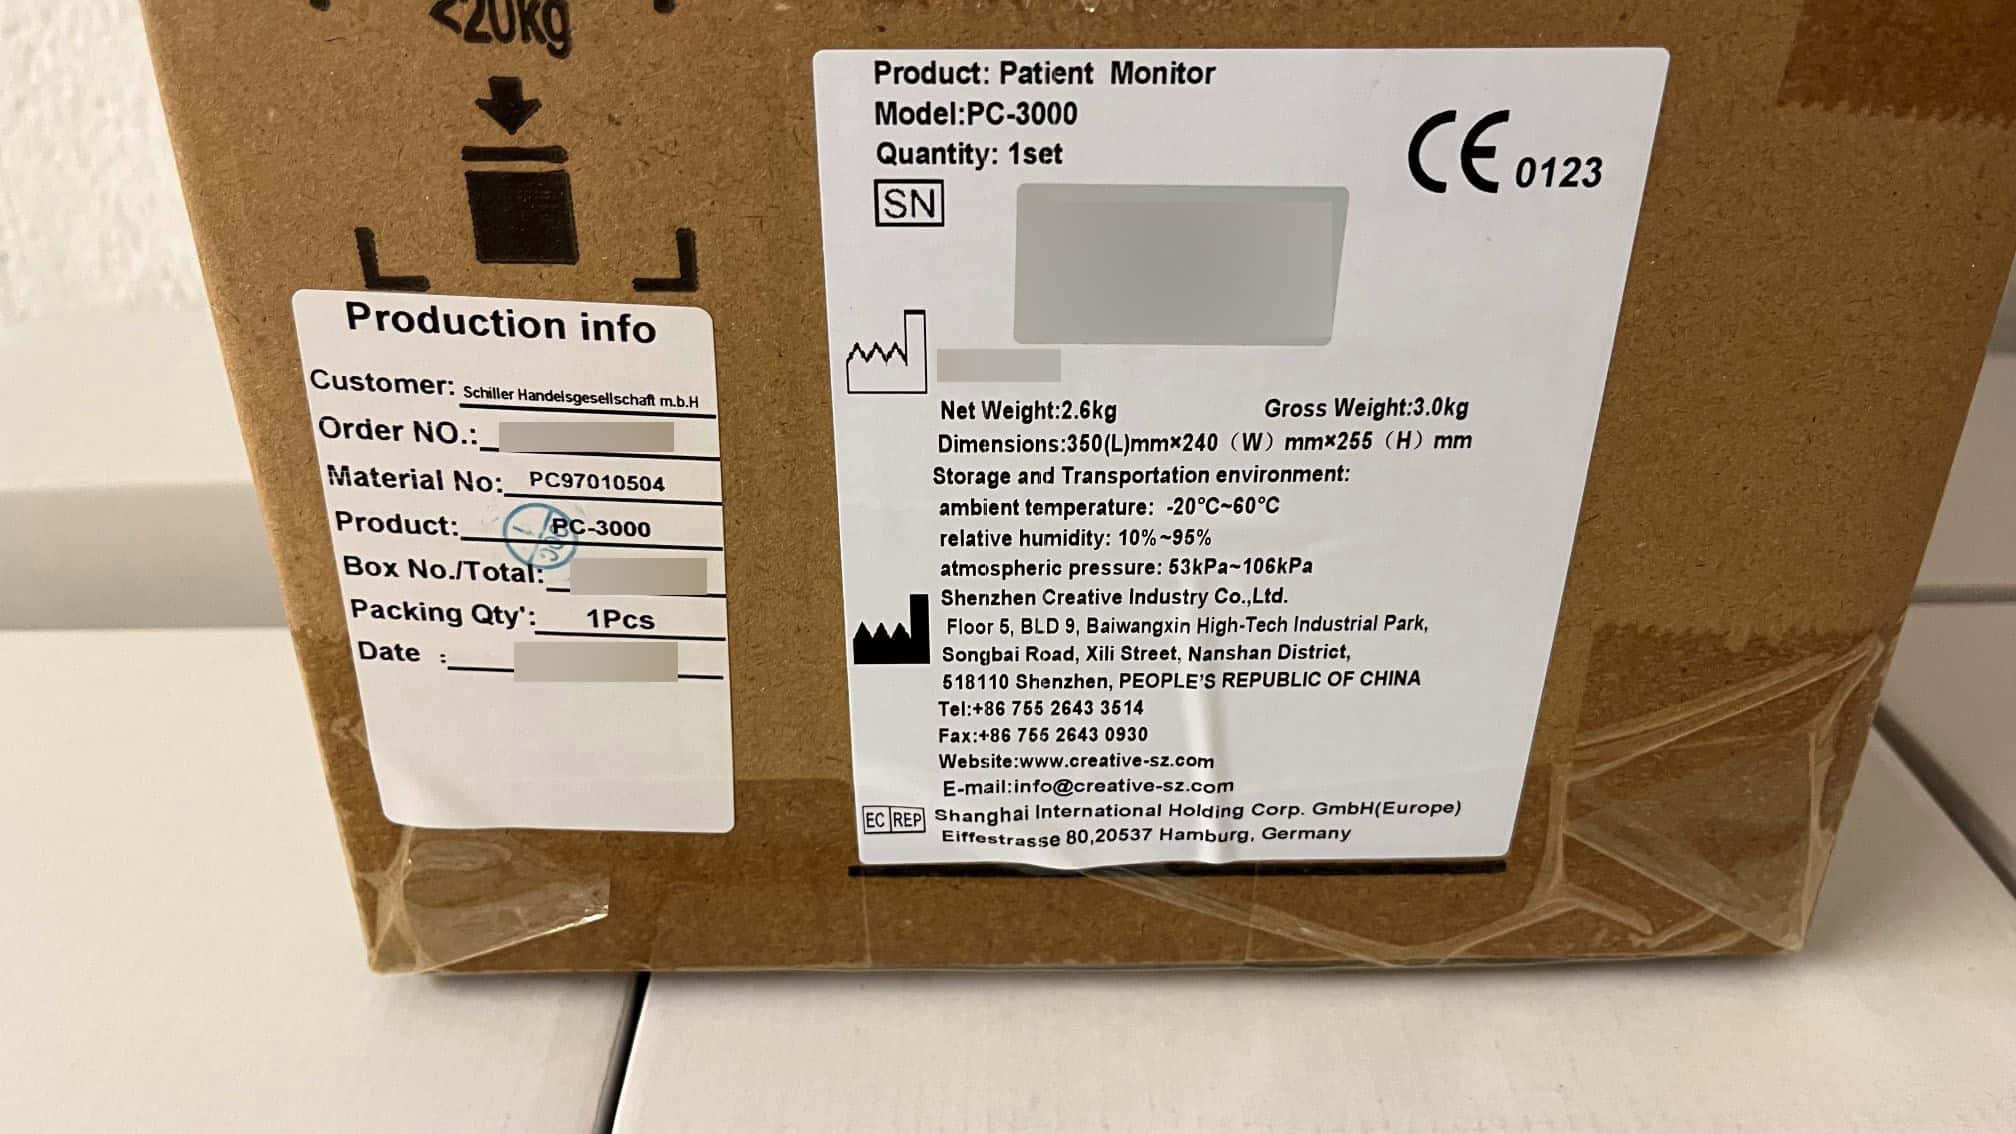 <20kg
Production info
Customer: Schiller Handelsgesellschaft m.b.H
Order NO.:
Material No: PC97010504
Product: PC-3000
Box No./Total:
Packing Qty': 1Pcs
Date :
Product: Patient Monitor
Model:PC-3000
Quantity: 1set
SN
CE 0123
Net Weight:2.6kg Gross Weight:3.0kg
Dimensions:350(L)mm×240（W）mm×255（H）mm
Storage and Transportation environment:
ambient temperature: -20°C~60°C
relative humidity: 10%~95%
atmospheric pressure: 53kPa~106kPa
Shenzhen Creative Industry Co.,Ltd.
Floor 5, BLD 9, Baiwangxin High-Tech Industrial Park,
Songbai Road, Xili Street, Nanshan District,
518110 Shenzhen, PEOPLE'S REPUBLIC OF CHINA
Tel:+86 755 2643 3514
Fax:+86 755 2643 0930
Website:www.creative-sz.com
E-mail:info@creative-sz.com
EC REP Shanghai International Holding Corp. GmbH(Europe)
Eiffestrasse 80,20537 Hamburg, Germany